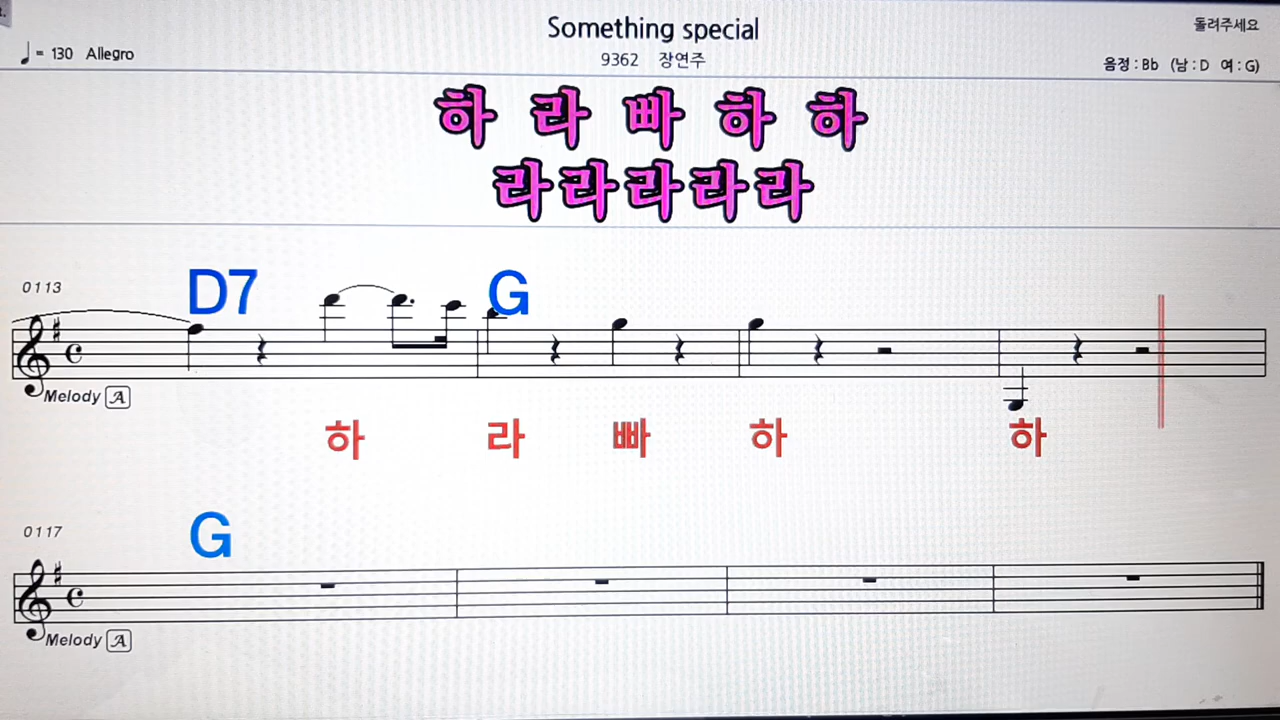 Something special
돌려주세요
♩= 130 Allegro
9362 장연주
음정 : Bb (남 : D 여 : G)
하 라 빠 하 하
라라라라라
0113
D7 G
Melody A
하 라 빠 하 하
0117
G
Melody A